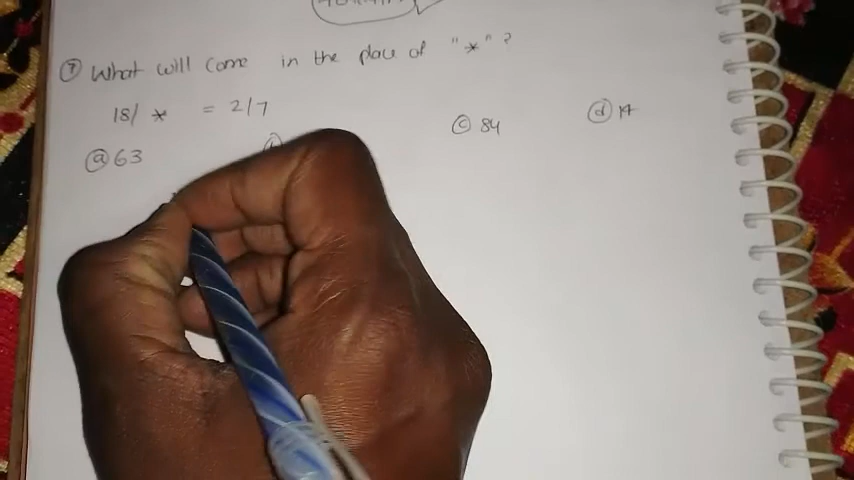 ⑦ What will come in the place of "*" ?
18/ * = 2/7
ⓐ 63 ⓒ 84 ⓓ 14